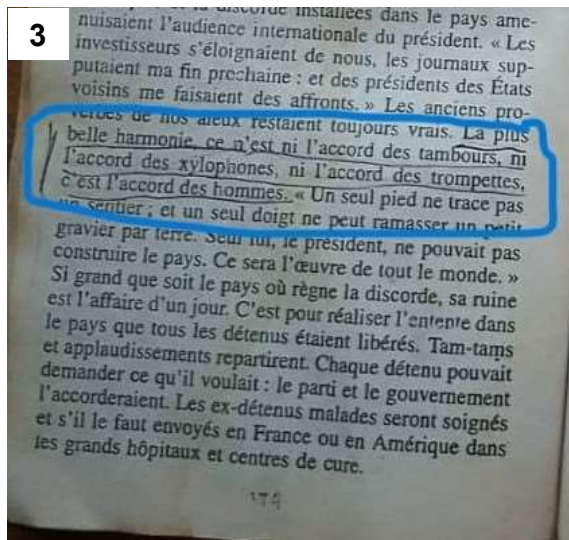 3
et la discorde installées dans le pays ame-
nuisaient l'audience internationale du président. « Les
investisseurs s'éloignaient de nous, les journaux sup-
putaient ma fin prochaine : et des présidents des États
voisins me faisaient des affronts. » Les anciens pro-
verbes de nos aïeux restaient toujours vrais. La plus
belle harmonie, ce n'est ni l'accord des tambours, ni
l'accord des xylophones, ni l'accord des trompettes,
c'est l'accord des hommes. « Un seul pied ne trace pas
un sentier ; et un seul doigt ne peut ramasser un petit
gravier par terre. Seul lui, le président, ne pouvait pas
construire le pays. Ce sera l'œuvre de tout le monde. »
Si grand que soit le pays où règne la discorde, sa ruine
est l'affaire d'un jour. C'est pour réaliser l'entente dans
le pays que tous les détenus étaient libérés. Tam-tams
et applaudissements repartirent. Chaque détenu pouvait
demander ce qu'il voulait : le parti et le gouvernement
l'accorderaient. Les ex-détenus malades seront soignés
et s'il le faut envoyés en France ou en Amérique dans
les grands hôpitaux et centres de cure.
174